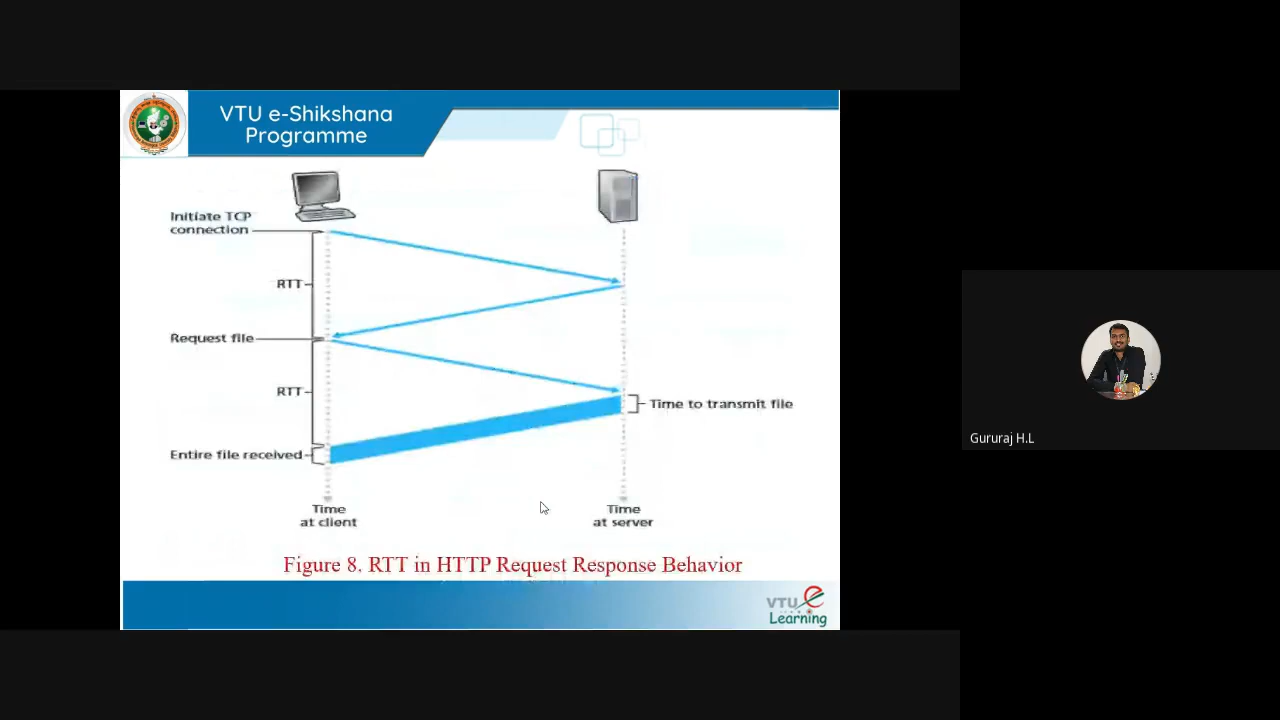 VTU e-Shikshana
Programme
Initiate TCP
connection
RTT
Request file
RTT
Time to transmit file
Entire file received
Time
at client
Time
at server
Figure 8. RTT in HTTP Request Response Behavior
VTU e
Learning
Gururaj H.L